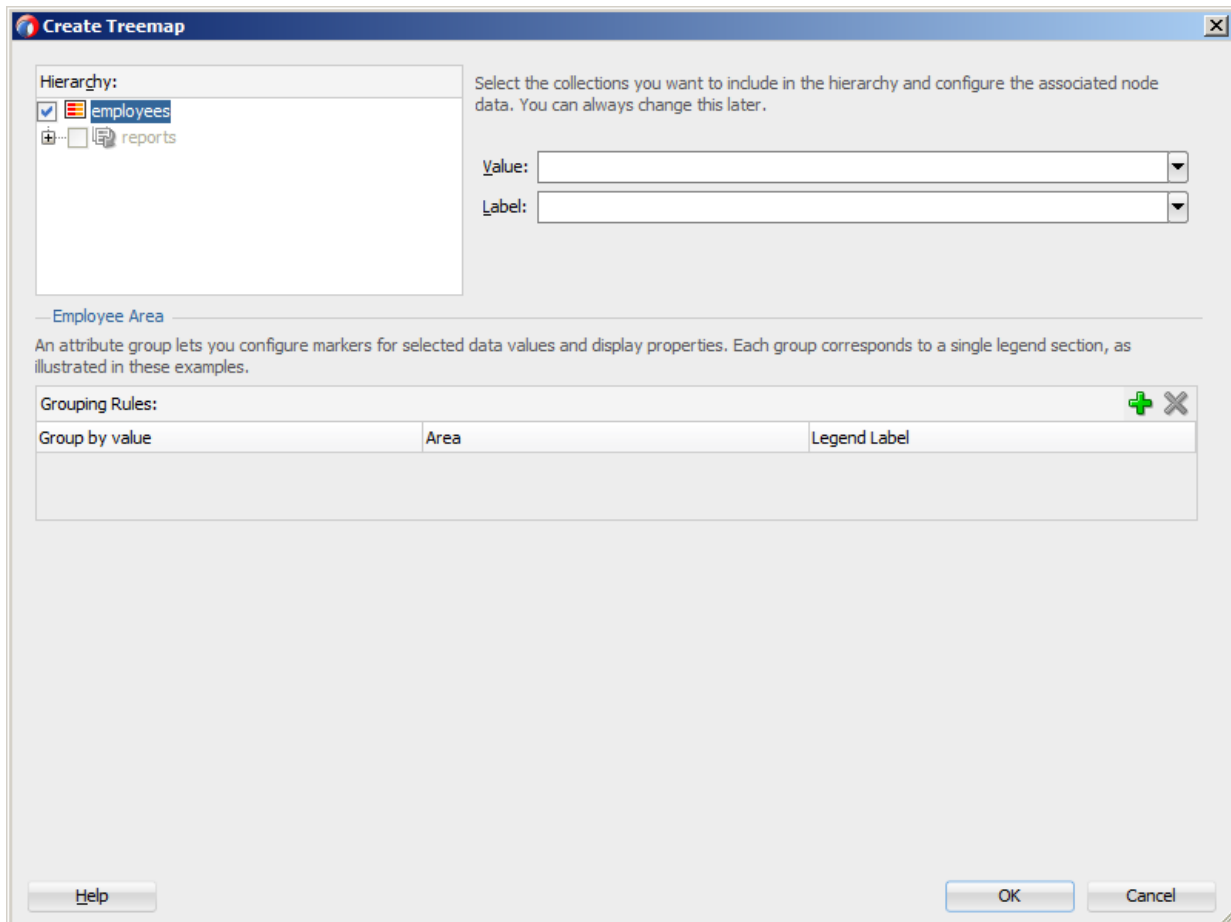 Create Treemap
Hierarchy:
employees
reports
Select the collections you want to include in the hierarchy and configure the associated node
data. You can always change this later.
Value:
Label:
Employee Area
An attribute group lets you configure markers for selected data values and display properties. Each group corresponds to a single legend section, as
illustrated in these examples.
Grouping Rules:
Group by value Area Legend Label
Help OK Cancel